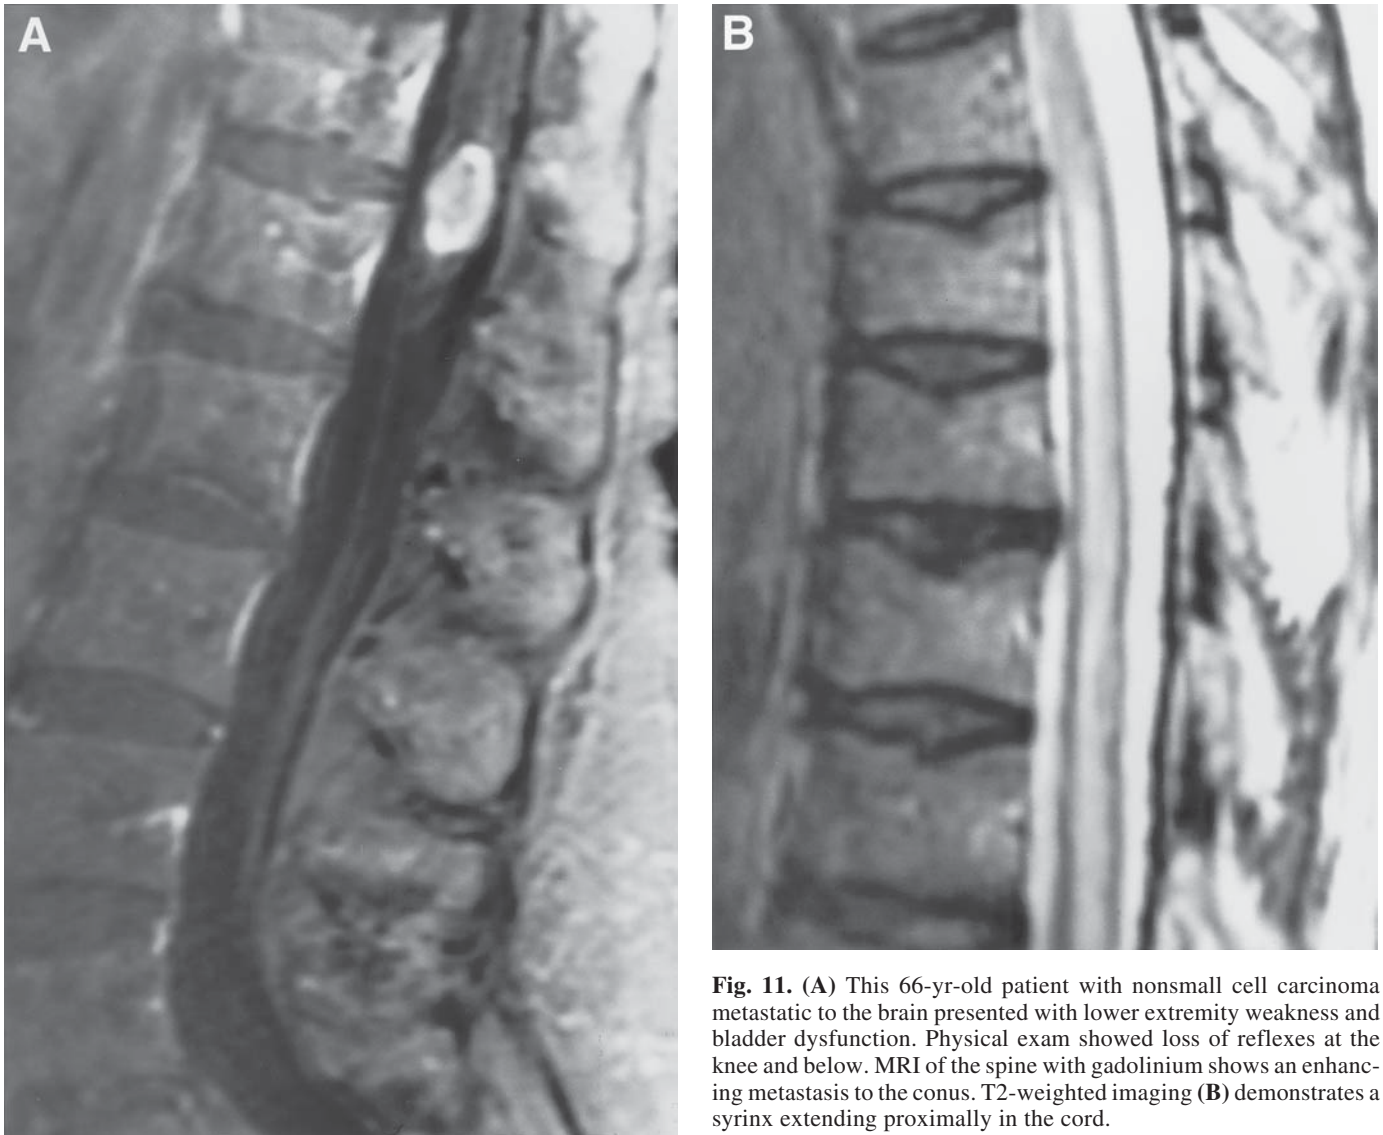 A
B
Fig. 11. (A) This 66-yr-old patient with nonsmall cell carcinoma
metastatic to the brain presented with lower extremity weakness and
bladder dysfunction. Physical exam showed loss of reflexes at the
knee and below. MRI of the spine with gadolinium shows an enhanc-
ing metastasis to the conus. T2-weighted imaging (B) demonstrates a
syrinx extending proximally in the cord.